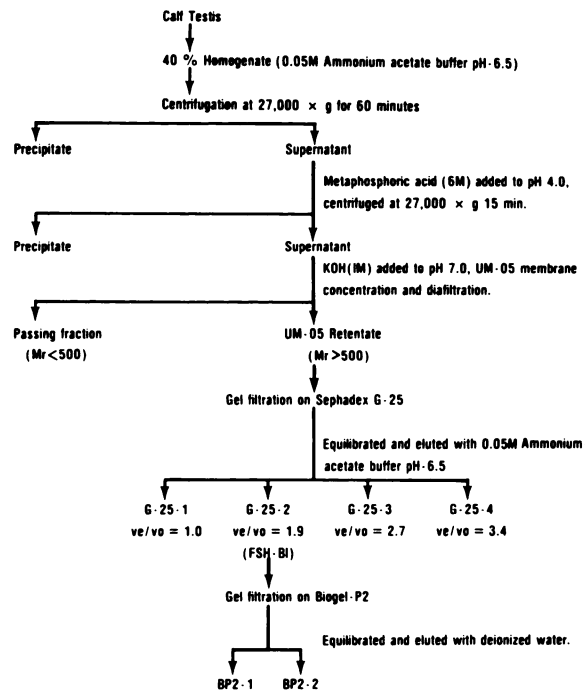 Calf Testis
40 % Homogenate (0.05M Ammonium acetate buffer pH·6.5)
Centrifugation at 27,000 × g for 60 minutes
Precipitate
Supernatant
Metaphosphoric acid (6M) added to pH 4.0,
centrifuged at 27,000 × g 15 min.
Precipitate
Supernatant
KOH(IM) added to pH 7.0, UM·05 membrane
concentration and diafiltration.
Passing fraction
UM·05 Retentate
(Mr<500)
(Mr>500)
Gel filtration on Sephadex G·25
Equilibrated and eluted with 0.05M Ammonium
acetate buffer pH·6.5
G·25·1 G·25·2 G·25·3 G·25·4
ve/vo = 1.0 ve/vo = 1.9 ve/vo = 2.7 ve/vo = 3.4
(FSH·BI)
Gel filtration on Biogel·P2
Equilibrated and eluted with deionized water.
BP2·1 BP2·2